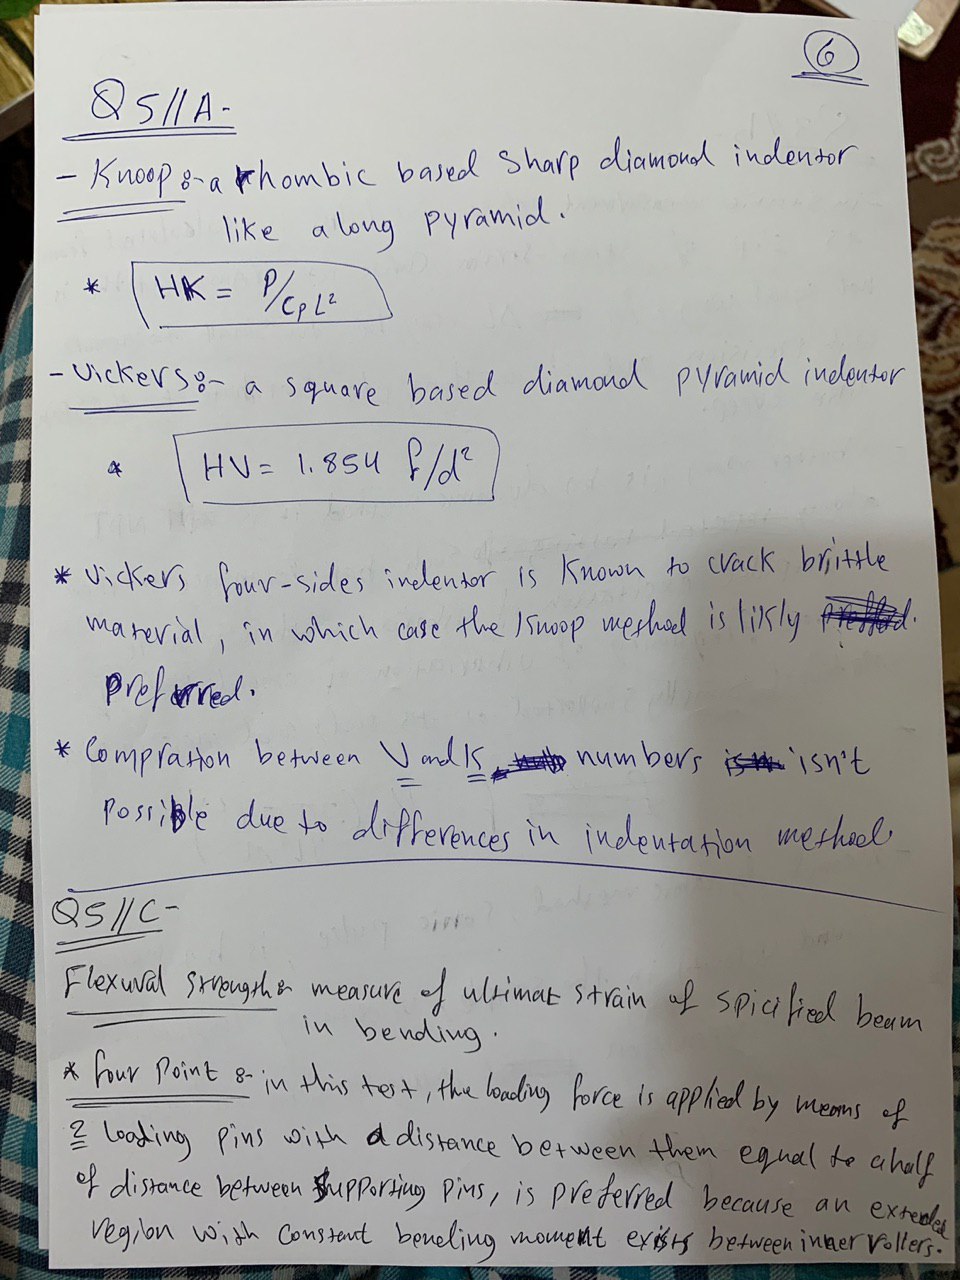 6
Q5//A-
- Knoop :- a rhombic based sharp diamond indentor
like a long pyramid.
* HK = P/CpL²
- Vickers :- a square based diamond pyramid indentor
* HV = 1.854 f/d²
* Vickers four-sides indentor is known to crack brittle
material, in which case the Knoop method is likly
preferred.
* Compration between V and K numbers isn't
possible due to differences in indentation method.
Q5//C-
Flexuval strength :- measure of ultimat strain of spicified beam
in bending.
* four point :- in this test, the loading force is applied by means of
2 loading pins with a distance between them equal to a half
of distance between supporting pins, is preferred because an extended
region with constant bending moment exists between inner rollers.